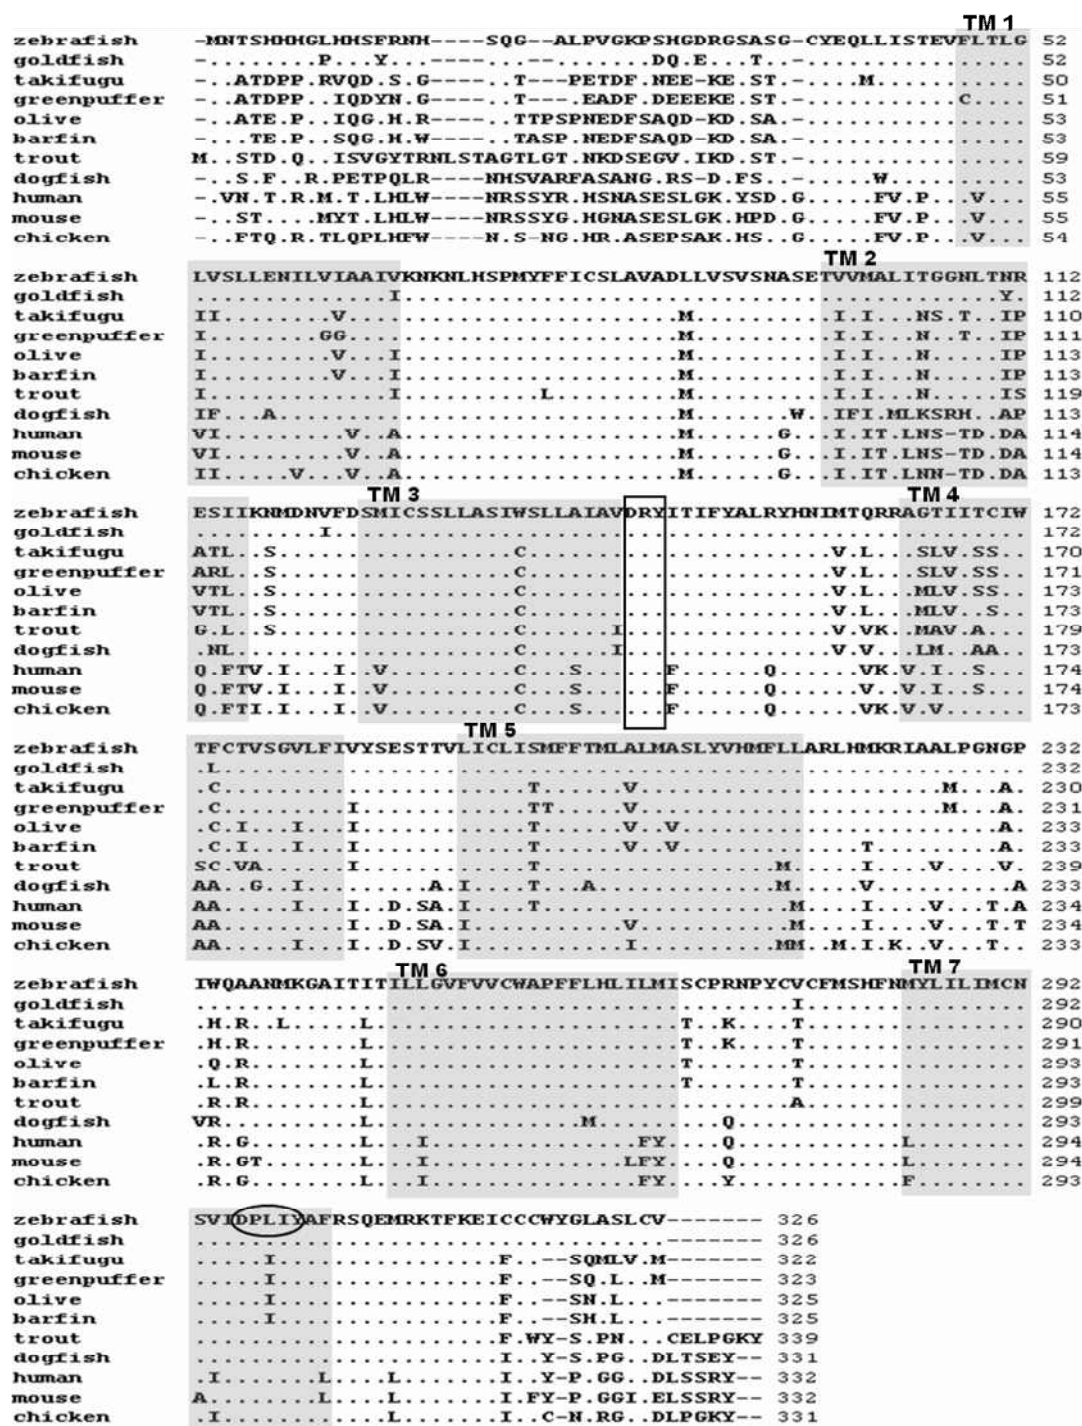 TM 1
zebrafish -MNTSHHHGLHHSFRNH----SQG--ALPVGKPSHGDRGSASG-CYEQLLISTEVFLTLG 52
goldfish -.......P...Y....----...--.......DQ.E...T..-................ 52
takifugu -..ATDPP.RVQD.S.G----..T---PETDF.NEE-KE.ST.-....M........... 50
greenpuffer -..ATDPP..IQDYN.G----..T---.EADF.DEEEKE.ST.-...........C.... 51
olive -..ATE.P..IQG.H.R----..TTPSPNEDFSAQD-KD.SA.-................ 53
barfin -..TE.P..SQG.H.W----..TASP.NEDFSAQD-KD.SA.-................ 53
trout M..STD.Q..ISVGYTRNLSTAGTLGT.NKDSEGV.IKD.ST.-................ 59
dogfish -..S.F..R.PETPQLR----NHSVARFASANG.RS-D.FS..-.....W.......... 53
human -.VN.T.R.M.T.LHLW----NRSSYR.HSNASESLGK.YSD.G-....FV.P...V.... 55
mouse -..ST....MYT.LHLW----NRSSYG.HGNASESLGK.HPD.G-....FV.P...V.... 55
chicken -..FTQ.R.TLQPLHFW----N.S-NG.HR.ASEPSAK.HS..G-....FV.P...V.... 54
TM 2
zebrafish LVSLLENILVIAAIVKNKNLHSPMYFFICSLAVADLLVSVSNASETVVMALITGGNLTNR 112
goldfish ..............I...........................................Y. 112
takifugu II.......V........................M..............I.I...NS.T..IP 110
greenpuffer I........GG.......................M..............I.I...N..T..IP 111
olive I.........V...I...................M..............I.I...N.....IP 113
barfin I.........V...I...................M..............I.I...N.....IP 113
trout I.............I..........L........M..............I.I...N.....IS 119
dogfish IF...A............................M.......W..IFI.MLKSRH..AP 113
human VI.........V..A...................M......G...I.IT.LNS-TD.DA 114
mouse VI.........V..A...................M......G...I.IT.LNS-TD.DA 114
chicken II.....V...V..A...................M......G...I.IT.LNN-TD.DA 113
TM 3 TM 4
zebrafish ESIIKNMDNVFDSMICSSLLASIWSLLAIAVDRYITIFYALRYHNIMTQRRAGTIITCIW 172
goldfish .........I.................................................. 172
takifugu ATL..S.................C......................V.L...SLV.SS.. 170
greenpuffer ARL..S.................C......................V.L...SLV.SS.. 171
olive VTL..S.................C......................V.L...MLV.SS.. 173
barfin VTL..S.................C......................V.L...MLV..S.. 173
trout G.L..S.................C......I...............V.VK..MAV.A... 179
dogfish .NL....................C......I...............V.V...LM..AA.. 173
human Q.FTV.I...I..V.........C....S......F.......Q.....VK.V.I..S... 174
mouse Q.FTV.I...I..V.........C....S......F.......Q.....VK.V.I..S... 174
chicken Q.FTI.I...I..V.........C....S......F.......Q.....VK.V.V...... 173
TM 5
zebrafish TFCTVSGVLFIVYSESTTVLICLISMFFTMLALMASLYVHMFLLARLHMKRIAALPGNGP 232
goldfish .L.......................................................... 232
takifugu .C.......................T.......V....................M...A. 230
greenpuffer .C.........I.............TT......V....................M...A. 231
olive .C.I...I...I.............T.......V..V......................A. 233
barfin .C.I...I...I.............T.......V..V............T.........A. 233
trout SC.VA......I.............T....................M.....I....V...V. 239
dogfish AA..G..I.........A.I.....T...A................M.....V........A 233
human AA.....I...I..D.SA.I.....T.....................M....I....V...T.A 234
mouse AA.....I...I..D.SA.I.............V.............M....I....V...T.T 234
chicken AA.....I...I..D.SV.I.............I............MM..M.I.K..V...T.. 233
TM 6 TM 7
zebrafish IWQAANMKGAITITILLGVFVVCWAPFFLHLILMISCPRNPYCVCFMSHFNMYLILIMCN 292
goldfish ...........................................I................ 292
takifugu .H.R..L.....L......................T..K....T................ 290
greenpuffer .H.R........L......................T..K....T................ 291
olive .Q.R........L......................T.......T................ 293
barfin .L.R........L......................T.......T................ 293
trout .R.R........L..............................A................ 299
dogfish VR.........................M..........Q..................... 293
human .R.G........L...I.................FY....Q............L........ 294
mouse .R.GT.......L...I................LFY....Q............L........ 294
chicken .R.G........L...I.................FY....Y............F........ 293
zebrafish SVIDPLIYAFRSQEMRKTFKEICCCWYGLASLCV------- 326
goldfish ..................................------- 326
takifugu .....I................F..--SQMLV.M------- 322
greenpuffer .....I................F..--SQ.L..M------- 323
olive .....I................F..--SN.L...------- 325
barfin .....I................F..--SH.L...------- 325
trout ......................F.WY-S.PN...CELPGKY 339
dogfish ......................I..Y-S.PG..DLTSEY-- 331
human .I.......L.....L......I..Y-P.GG..DLSSRY-- 332
mouse A........L.....L......I.FY-P.GGI.ELSSRY-- 332
chicken .I.............L......I..C-N.RG..DLPGKY-- 331